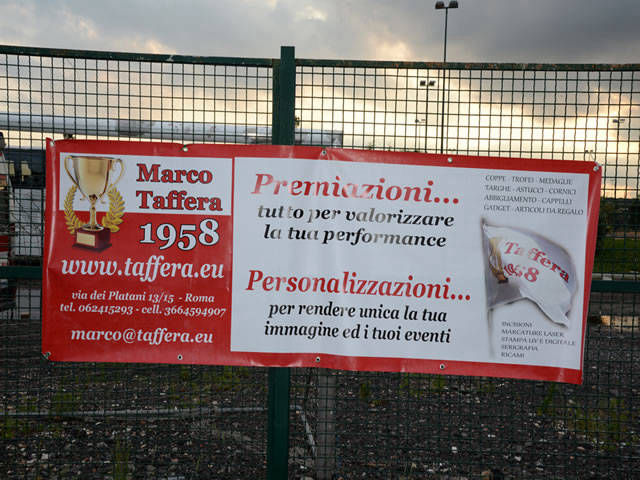 Marco
Taffera
1958
www.taffera.eu
via dei Platani 13/15 - Roma
tel. 062415293 - cell. 3664594907
marco@taffera.eu
Premiazioni...
tutto per valorizzare
la tua performance
Personalizzazioni...
per rendere unica la tua
immagine ed i tuoi eventi
COPPE - TROFEI - MEDAGLIE
TARGHE - ASTUCCI - CORNICI
ABBIGLIAMENTO - CAPPELLI
GADGET - ARTICOLI DA REGALO
Taffera
1958
INCISIONI
MARCATURE LASER
STAMPA UV E DIGITALE
SERIGRAFIA
RICAMI